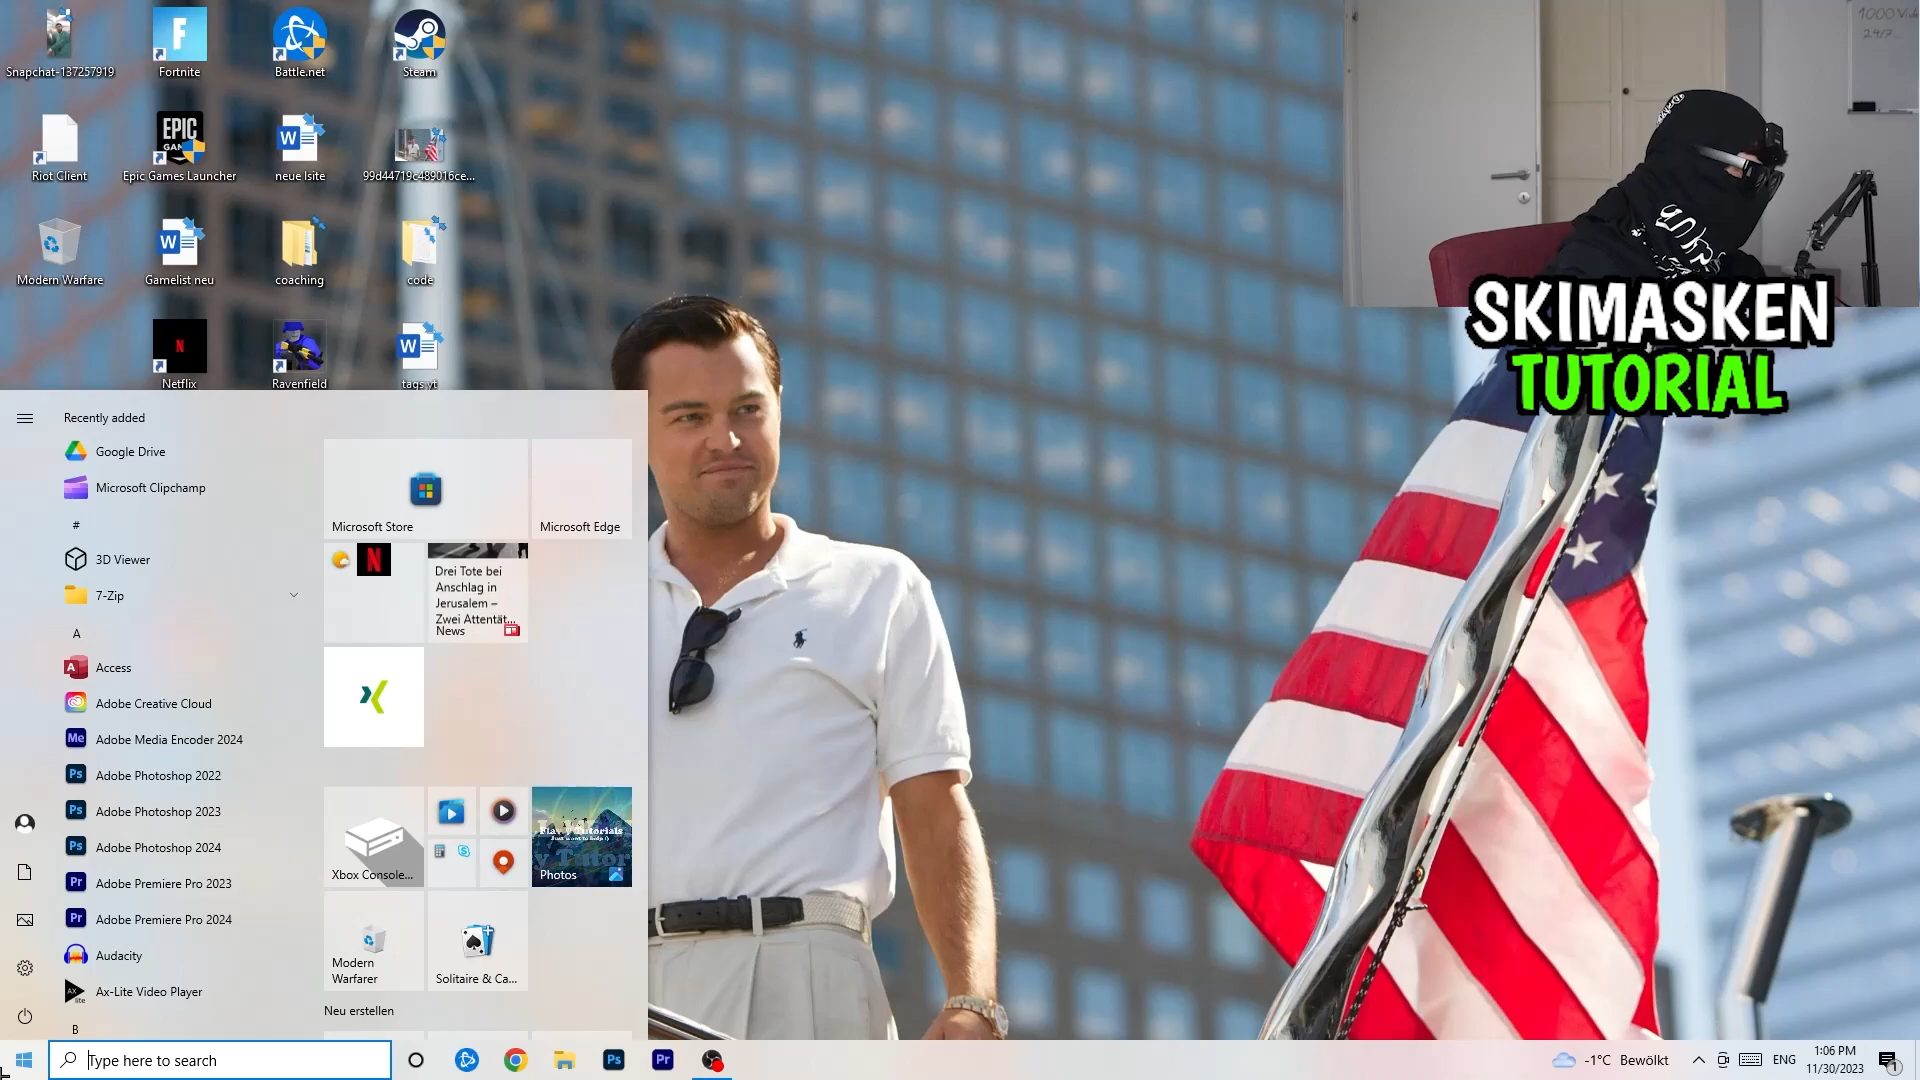 Snapchat-137257919
Fortnite
Battle.net
Steam
Riot Client
Epic Games Launcher
neue lsite
99d44719c489016ce...
Modern Warfare
Gamelist neu
coaching
code
Netflix
Ravenfield
tags yt
1000 Vid
24/7
SKIMASKEN
TUTORIAL
Recently added
Google Drive
Microsoft Clipchamp
#
3D Viewer
7-Zip
A
Access
Adobe Creative Cloud
Adobe Media Encoder 2024
Adobe Photoshop 2022
Adobe Photoshop 2023
Adobe Photoshop 2024
Adobe Premiere Pro 2023
Adobe Premiere Pro 2024
Audacity
Ax-Lite Video Player
B
Microsoft Store
Microsoft Edge
Drei Tote bei
Anschlag in
Jerusalem –
Zwei Attentät...
News
Xbox Console...
Photos
Modern
Warfarer
Solitaire & Ca...
Neu erstellen
Type here to search
-1°C Bewölkt
ENG
1:06 PM
11/30/2023
1